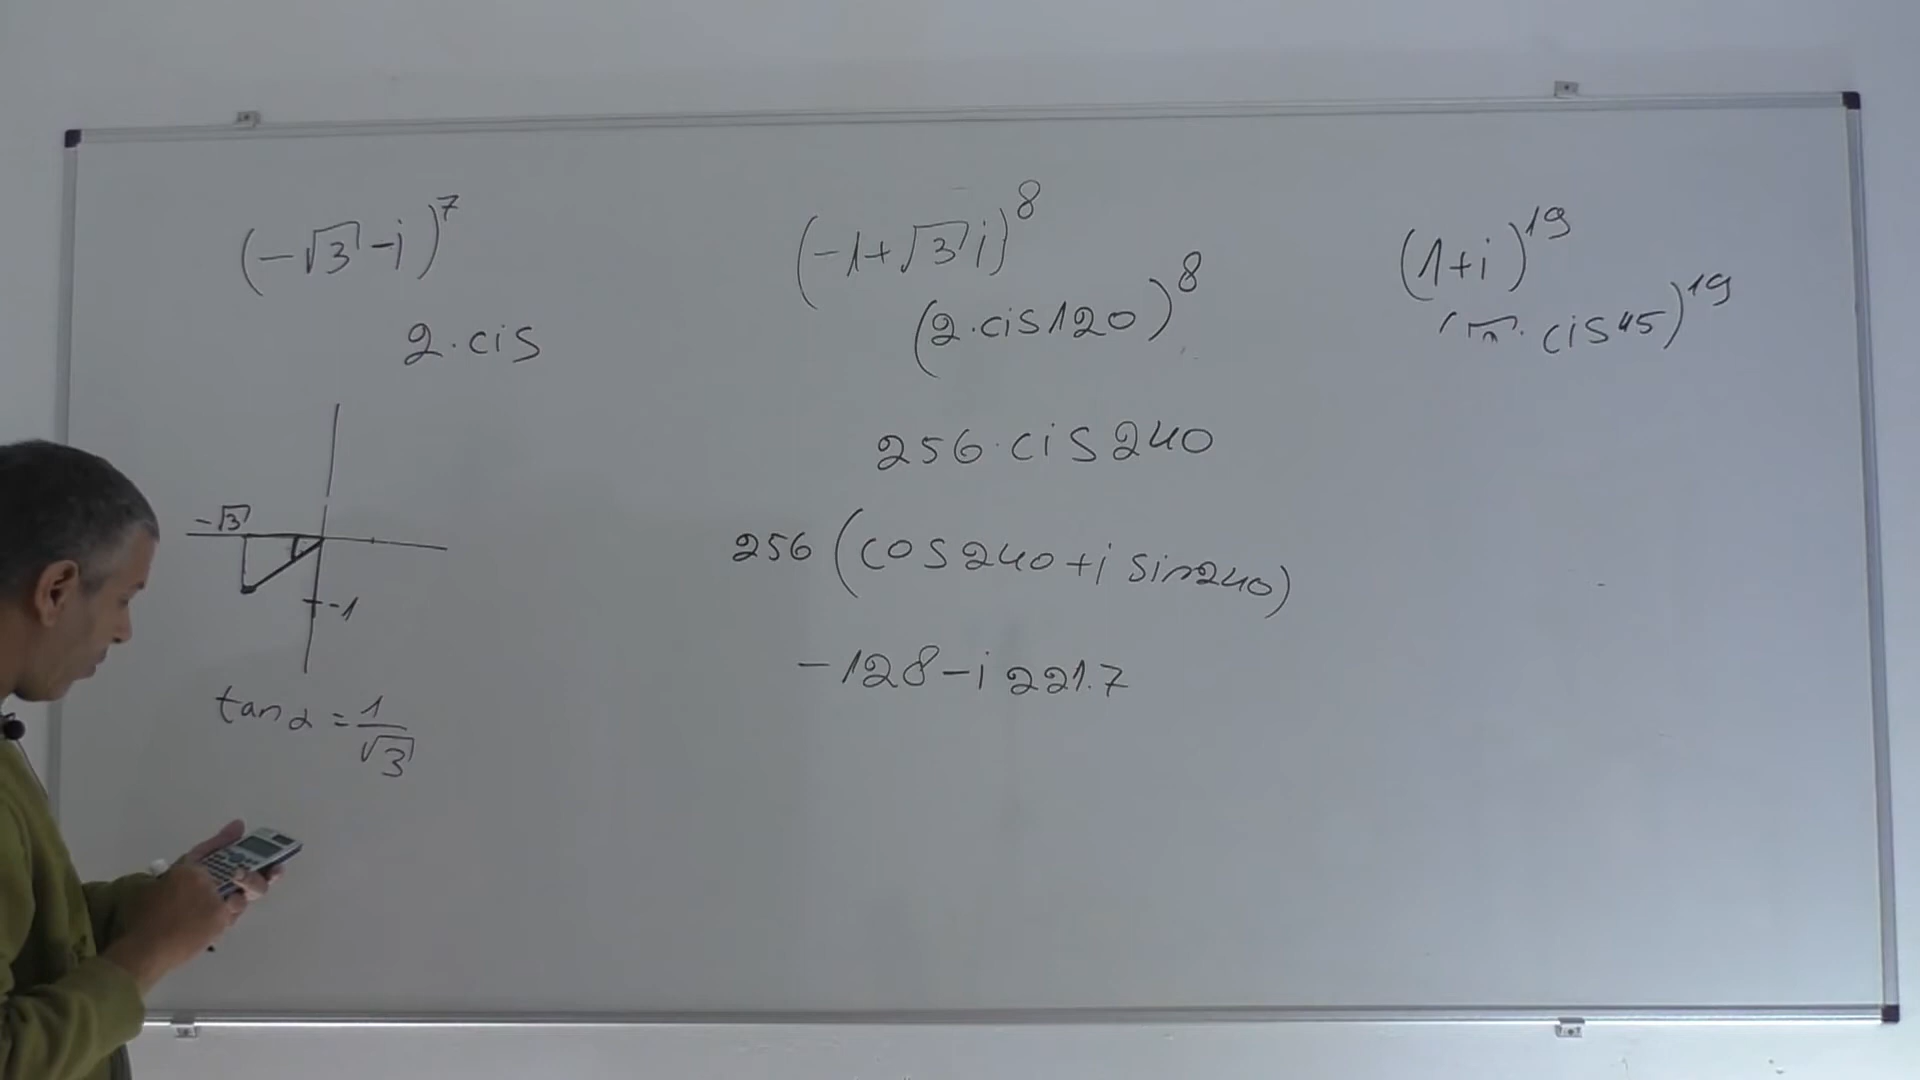 (-√3 - i)^7
2·cis
-√3
-1
tan α = 1/√3
(-1+√3 i)^8
(2·cis120)^8
256·cis240
256(cos240+i sin240)
-128-i 221.7
(1+i)^19
cis45)^19